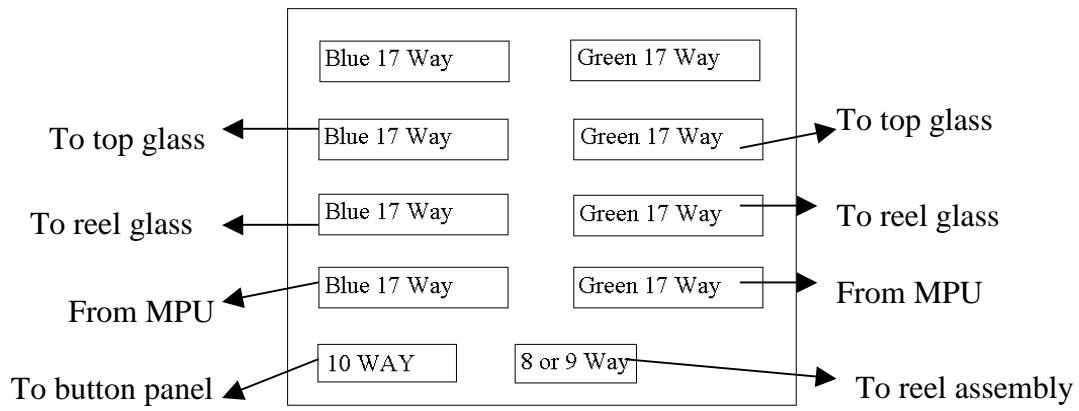 Blue 17 Way
Green 17 Way
To top glass
Blue 17 Way
Green 17 Way
To top glass
To reel glass
Blue 17 Way
Green 17 Way
To reel glass
From MPU
Blue 17 Way
Green 17 Way
From MPU
To button panel
10 WAY
8 or 9 Way
To reel assembly